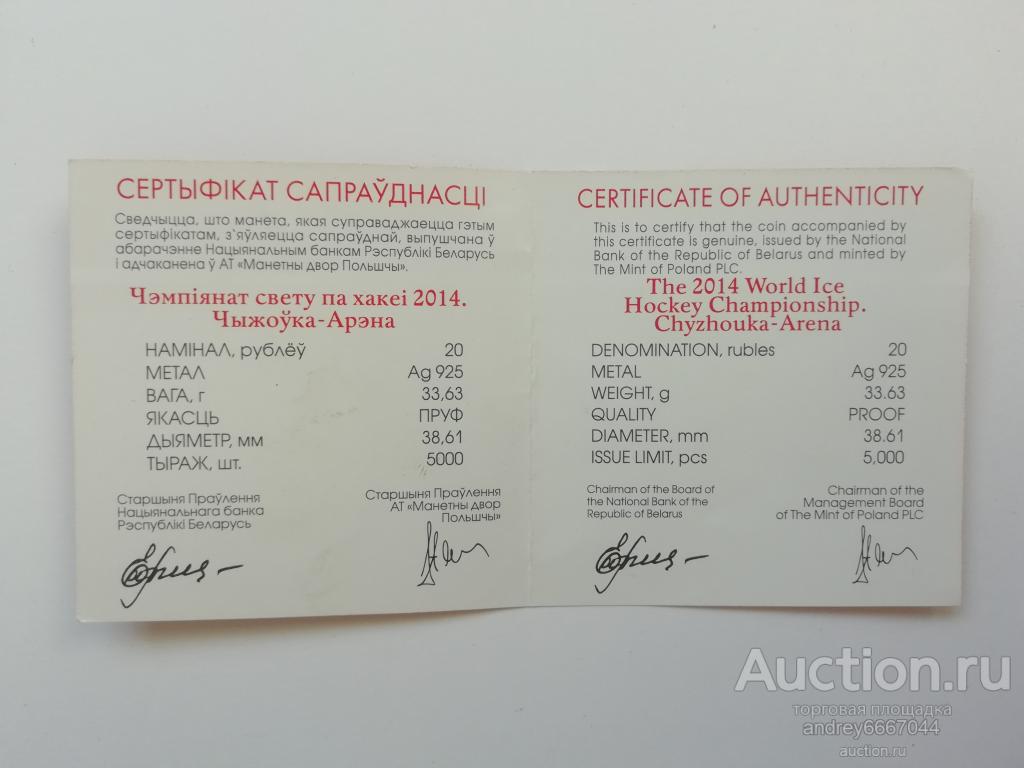 СЕРТЫФІКАТ САПРАЎДНАСЦІ
Сведчыцца, што манета, якая суправаджаецца гэтым
сертыфікатам, з'яўляецца сапраўднай, выпушчана ў
абарачэнне Нацыянальным банкам Рэспублікі Беларусь
і адчаканена ў АТ «Манетны двор Польшчы».
Чэмпіянат свету па хакеі 2014.
Чыжоўка-Арэна
НАМІНАЛ, рублёў 20
МЕТАЛ Ag 925
ВАГА, г 33,63
ЯКАСЦЬ ПРУФ
ДЫЯМЕТР, мм 38,61
ТЫРАЖ, шт. 5000
Старшыня Праўлення
Нацыянальнага банка
Рэспублікі Беларусь
Старшыня Праўлення
АТ «Манетны двор
Польшчы»
CERTIFICATE OF AUTHENTICITY
This is to certify that the coin accompanied by
this certificate is genuine, issued by the National
Bank of the Republic of Belarus and minted by
The Mint of Poland PLC.
The 2014 World Ice
Hockey Championship.
Chyzhouka-Arena
DENOMINATION, rubles 20
METAL Ag 925
WEIGHT, g 33.63
QUALITY PROOF
DIAMETER, mm 38.61
ISSUE LIMIT, pcs 5,000
Chairman of the Board of
the National Bank of the
Republic of Belarus
Chairman of the
Management Board
of The Mint of Poland PLC
Auction.ru
торговая площадка
andrey6667044
auction.ru